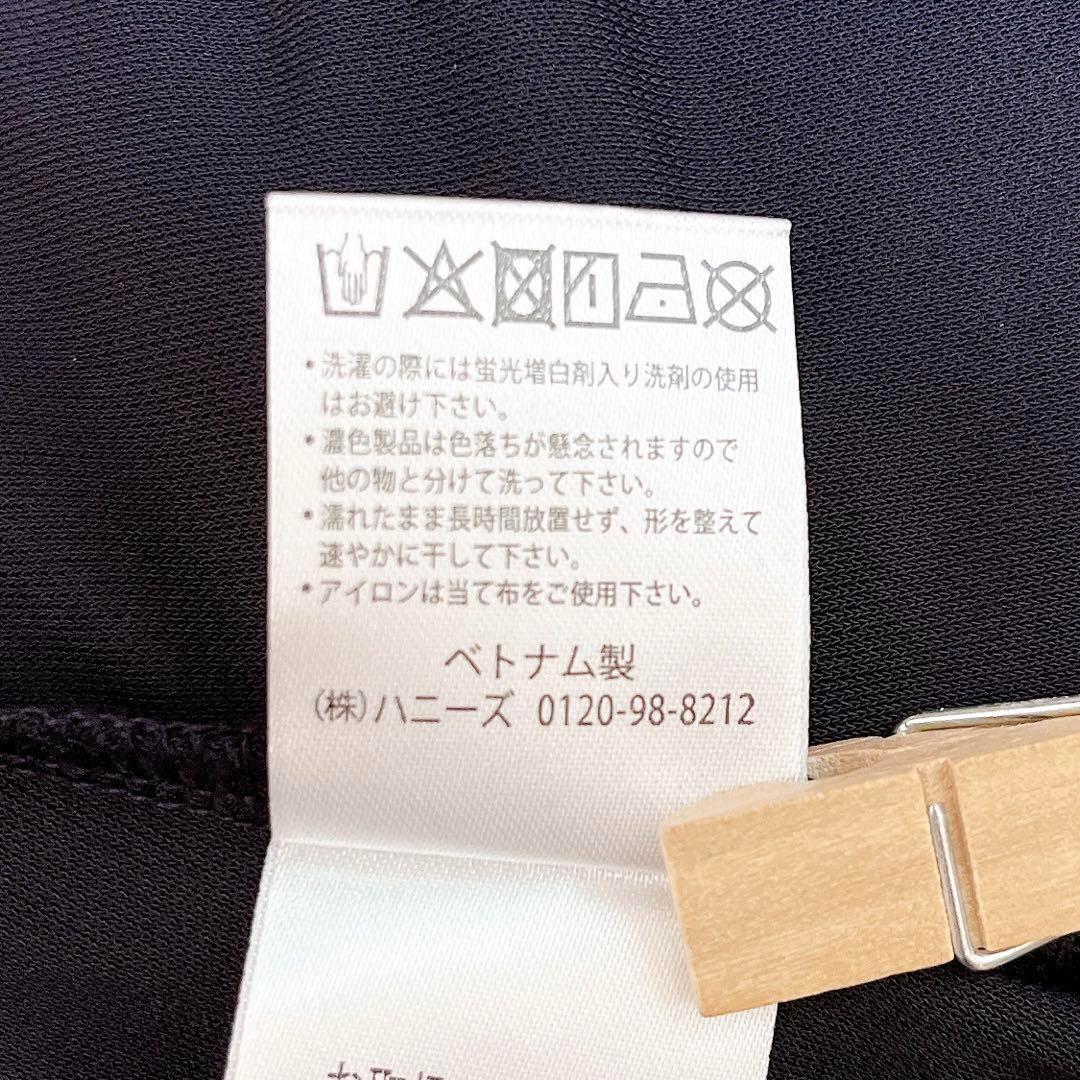 ・洗濯の際には蛍光増白剤入り洗剤の使用
はお避け下さい。
・濃色製品は色落ちが懸念されますので
他の物と分けて洗って下さい。
・濡れたまま長時間放置せず、形を整えて
速やかに干して下さい。
・アイロンは当て布をご使用下さい。
ベトナム製
(株)ハニーズ 0120-98-8212